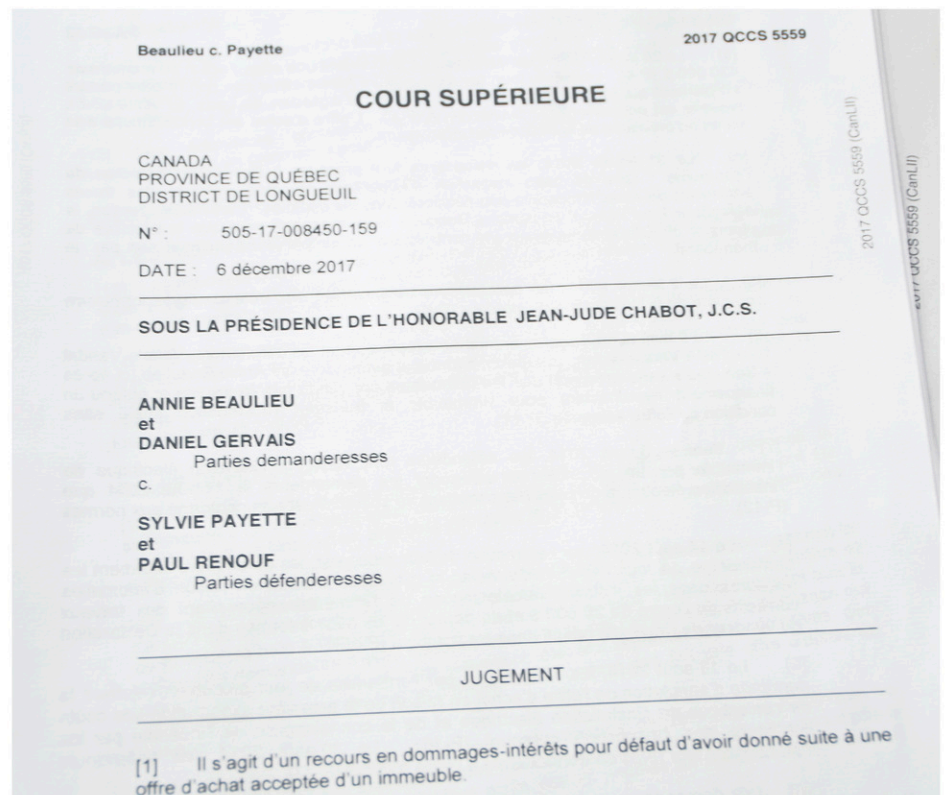 Beaulieu c. Payette
2017 QCCS 5559
COUR SUPÉRIEURE
CANADA
PROVINCE DE QUÉBEC
DISTRICT DE LONGUEUIL
N° : 505-17-008450-159
DATE : 6 décembre 2017
SOUS LA PRÉSIDENCE DE L'HONORABLE JEAN-JUDE CHABOT, J.C.S.
ANNIE BEAULIEU
et
DANIEL GERVAIS
Parties demanderesses
c.
SYLVIE PAYETTE
et
PAUL RENOUF
Parties défenderesses
JUGEMENT
[1] Il s'agit d'un recours en dommages-intérêts pour défaut d'avoir donné suite à une
offre d'achat acceptée d'un immeuble.
2017 QCCS 5559 (CanLII)
2017 QCCS 5559 (CanLII)